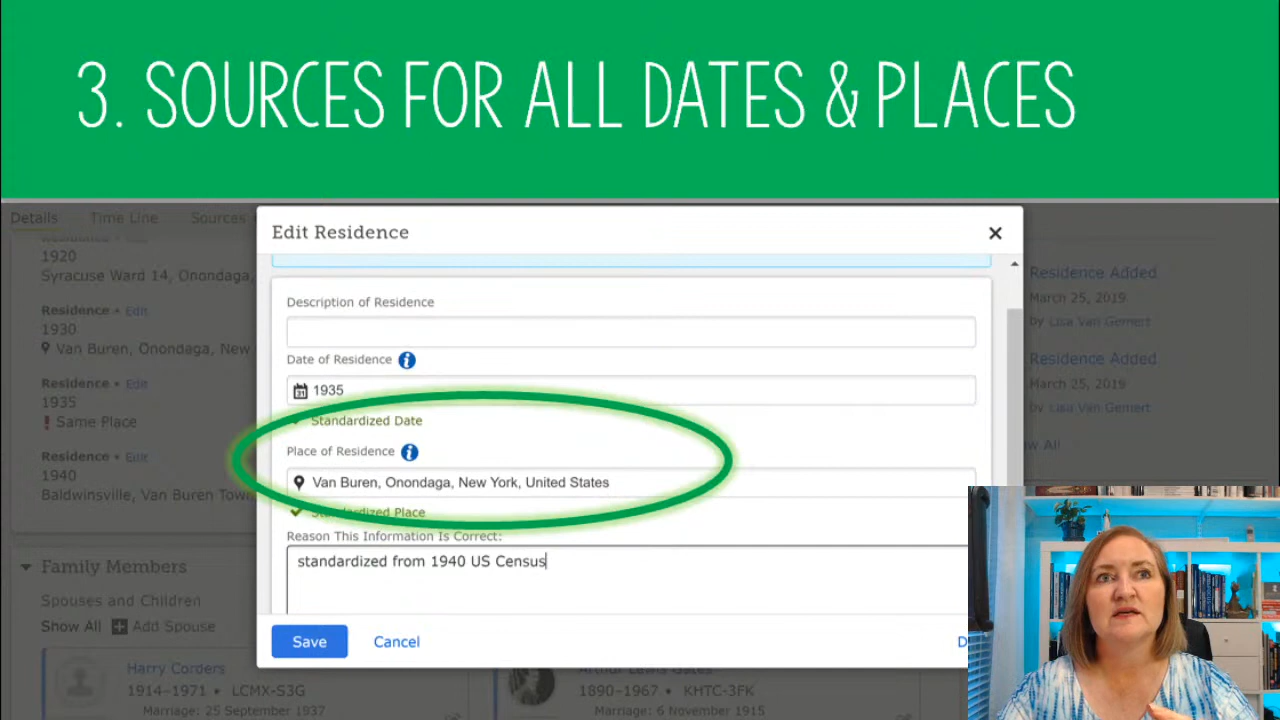 3. SOURCES FOR ALL DATES & PLACES
Details Time Line Sources
Edit Residence
Residence • Edit
1920
Syracuse Ward 14, Onondaga,
Residence • Edit
1930
Van Buren, Onondaga, New
Residence • Edit
1935
Same Place
Residence • Edit
1940
Baldwinsville, Van Buren Town
Description of Residence
Date of Residence
1935
Standardized Date
Place of Residence
Van Buren, Onondaga, New York, United States
Standardized Place
Reason This Information Is Correct:
standardized from 1940 US Census
Save Cancel
Residence Added
March 25, 2019
by Lisa Van Gemert
Residence Added
March 25, 2019
by Lisa Van Gemert
Family Members
Spouses and Children
Show All Add Spouse
Harry Corders
1914–1971 • LCMX-S3G
Marriage: 25 September 1937
Arthur Lewis Gates
1890–1967 • KHTC-3FK
Marriage: 6 November 1915